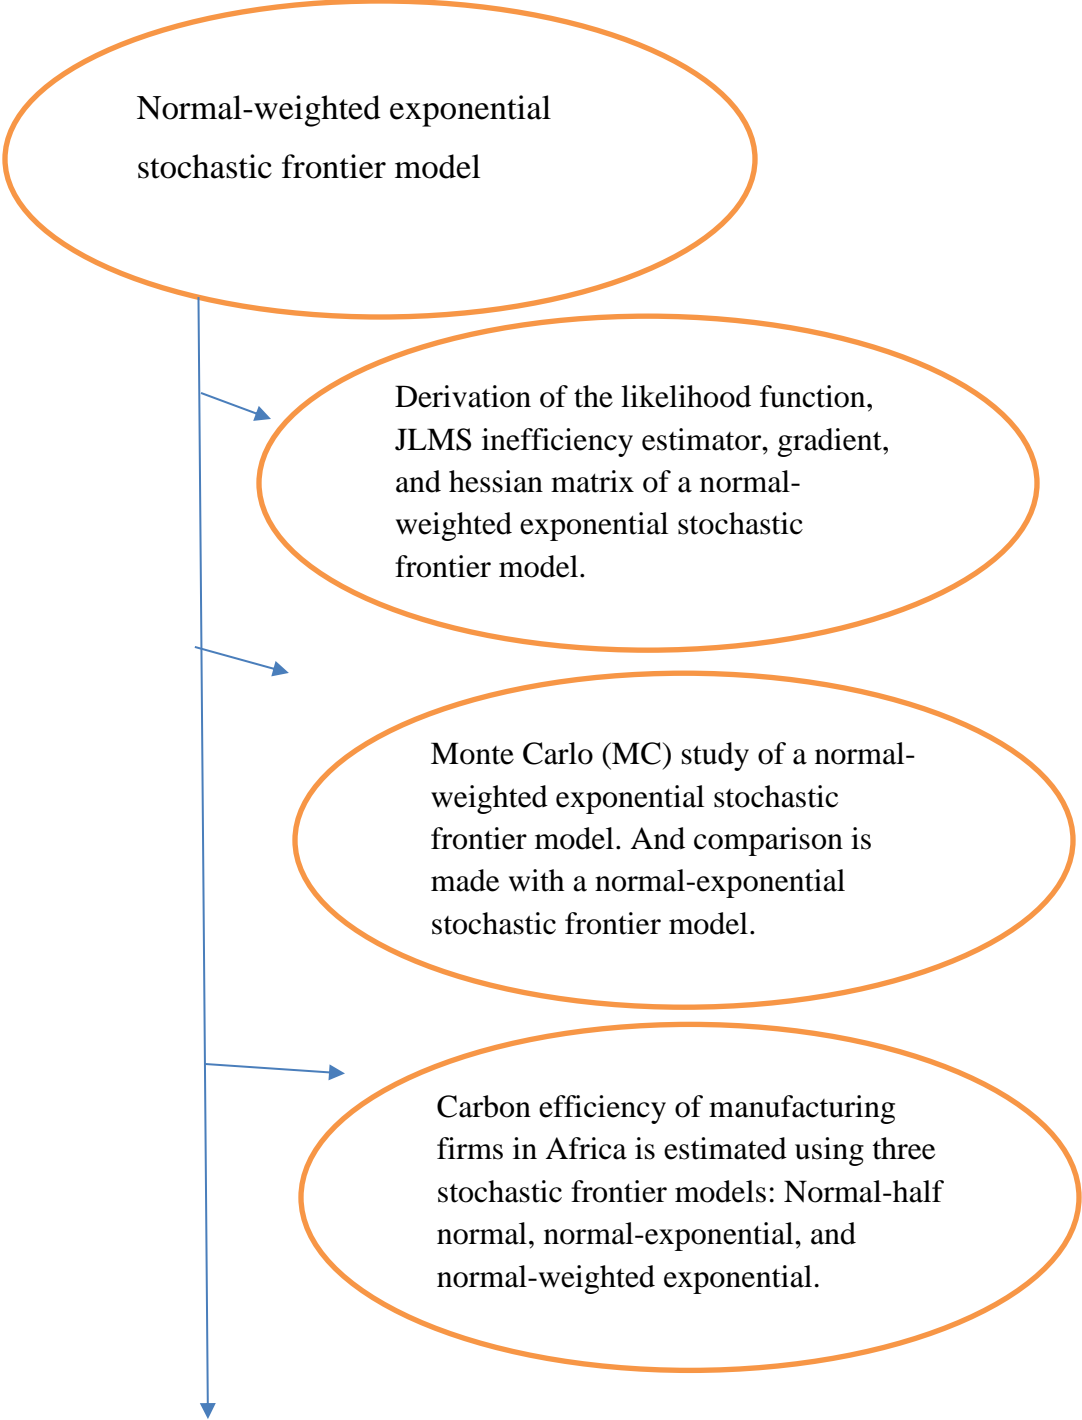 Normal-weighted exponential
stochastic frontier model
Derivation of the likelihood function,
JLMS inefficiency estimator, gradient,
and hessian matrix of a normal-
weighted exponential stochastic
frontier model.
Monte Carlo (MC) study of a normal-
weighted exponential stochastic
frontier model. And comparison is
made with a normal-exponential
stochastic frontier model.
Carbon efficiency of manufacturing
firms in Africa is estimated using three
stochastic frontier models: Normal-half
normal, normal-exponential, and
normal-weighted exponential.